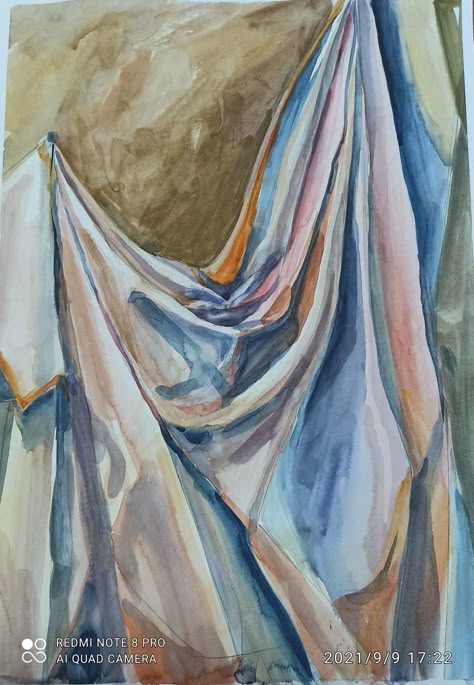 REDMI NOTE 8 PRO
AI QUAD CAMERA
2021/9/9 17:22